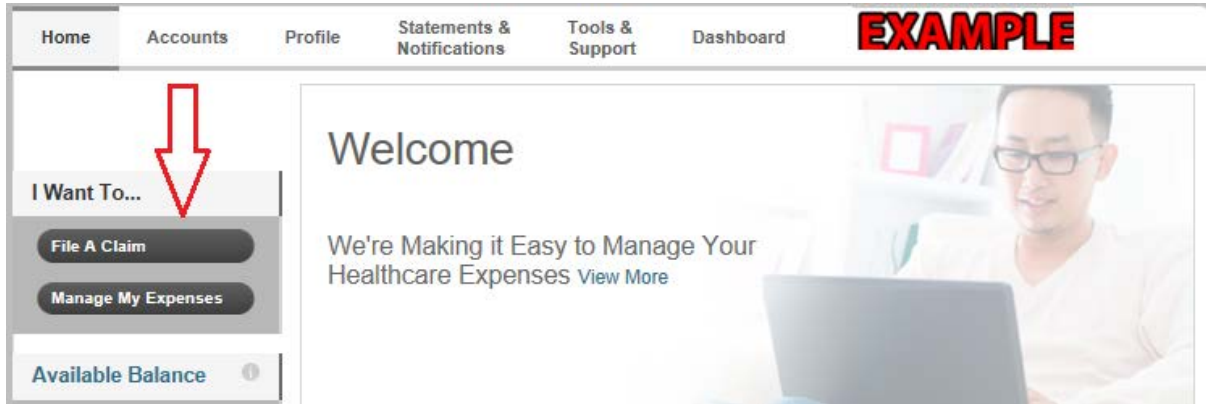 Home Accounts Profile Statements & Notifications Tools & Support Dashboard EXAMPLE
I Want To...
File A Claim
Manage My Expenses
Available Balance
Welcome
We're Making it Easy to Manage Your
Healthcare Expenses View More